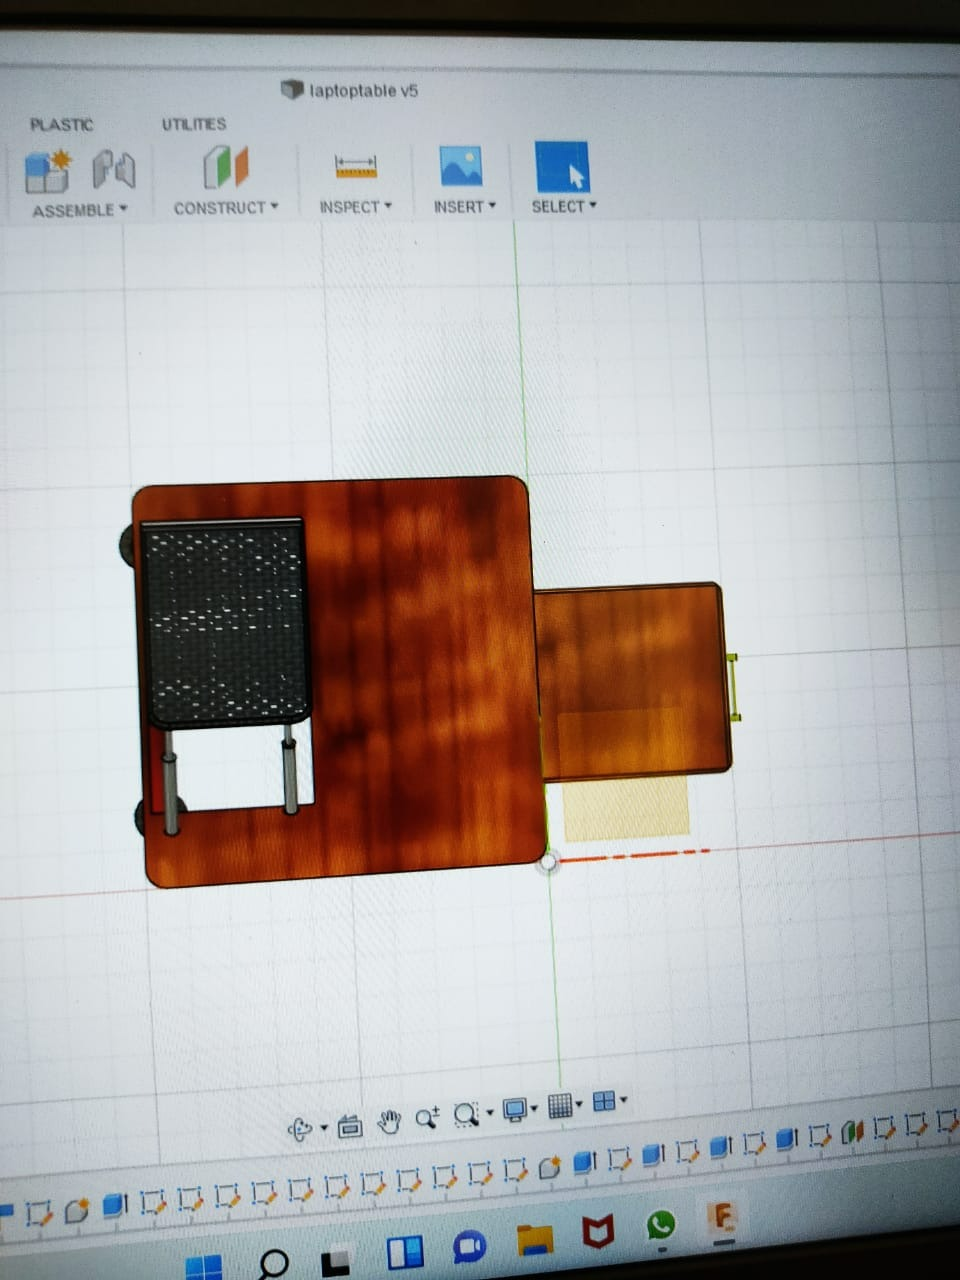 laptoptable v5
PLASTIC UTILITIES
ASSEMBLE CONSTRUCT INSPECT INSERT SELECT